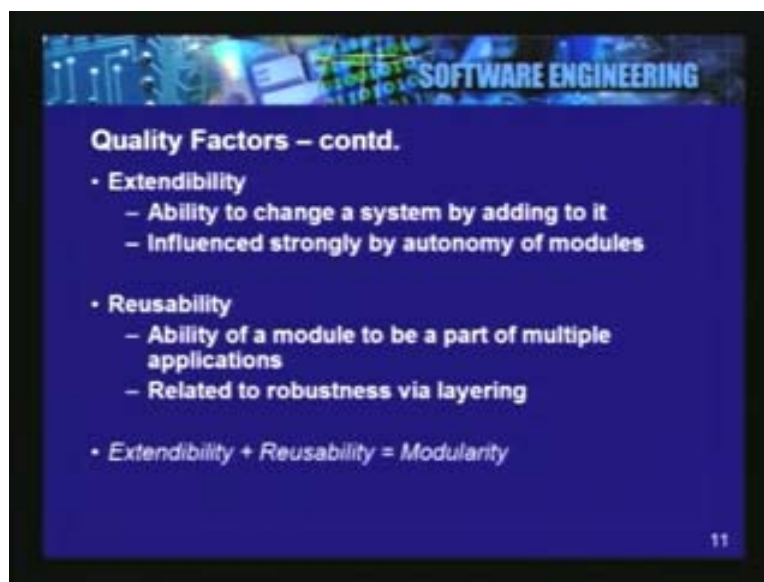 SOFTWARE ENGINEERING
Quality Factors – contd.
• Extendibility
– Ability to change a system by adding to it
– Influenced strongly by autonomy of modules
• Reusability
– Ability of a module to be a part of multiple
applications
– Related to robustness via layering
• Extendibility + Reusability = Modularity
11